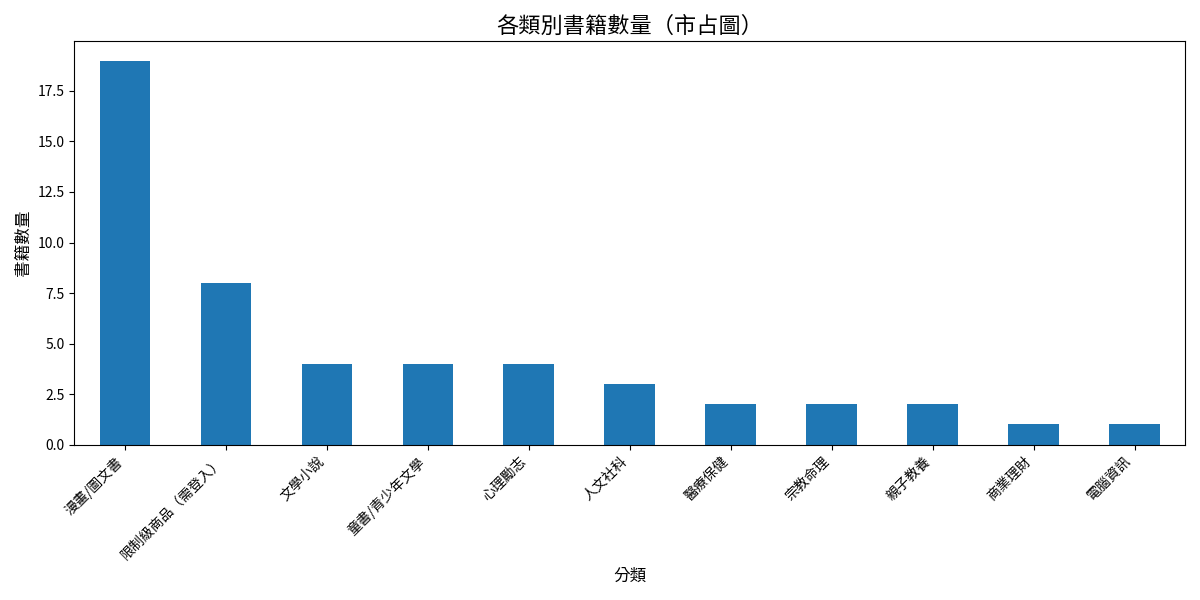 各類別書籍數量（市占圖）
書籍數量
17.5
15.0
12.5
10.0
7.5
5.0
2.5
0.0
漫畫/圖文書
限制級商品（需登入）
文學小說
童書/青少年文學
心理勵志
人文社科
醫療保健
宗教命理
親子教養
商業理財
電腦資訊
分類